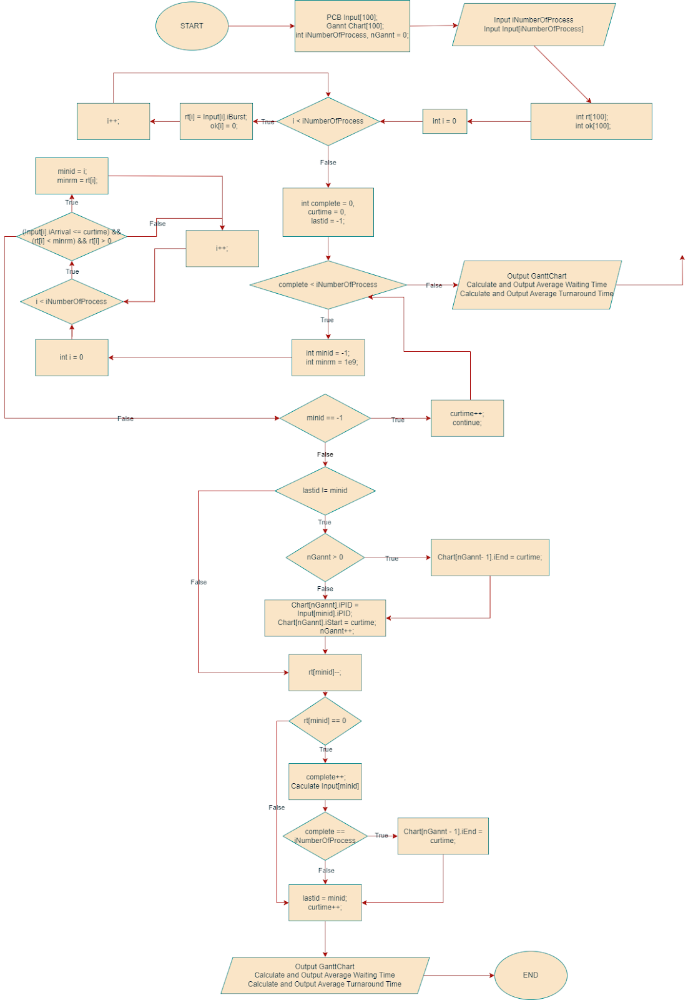 START
PCB Input[100];
Gannt Chart[100];
int iNumberOfProcess, nGannt = 0;
Input iNumberOfProcess
Input Input[iNumberOfProcess]
i++;
rt[i] = Input[i].iBurst;
ok[i] = 0;
True
i < iNumberOfProcess
int i = 0
int rt[100];
int ok[100];
False
minid = i;
minrm = rt[i];
True
int complete = 0,
curtime = 0,
lastid = -1;
False
(Input[i].iArrival <= curtime) &&
(rt[i] < minrm) && rt[i] > 0
i++;
True
complete < iNumberOfProcess
False
Output GanttChart
Calculate and Output Average Waiting Time
Calculate and Output Average Turnaround Time
i < iNumberOfProcess
True
int i = 0
int minid = -1;
int minrm = 1e9;
False
minid == -1
True
curtime++;
continue;
False
lastid != minid
True
nGannt > 0
True
Chart[nGannt- 1].iEnd = curtime;
False
False
Chart[nGannt].iPID =
Input[minid].iPID;
Chart[nGannt].iStart = curtime;
nGannt++;
rt[minid]--;
rt[minid] == 0
True
complete++;
Caculate Input[minid]
False
complete ==
iNumberOfProcess
True
Chart[nGannt - 1].iEnd =
curtime;
False
lastid = minid;
curtime++;
Output GanttChart
Calculate and Output Average Waiting Time
Calculate and Output Average Turnaround Time
END